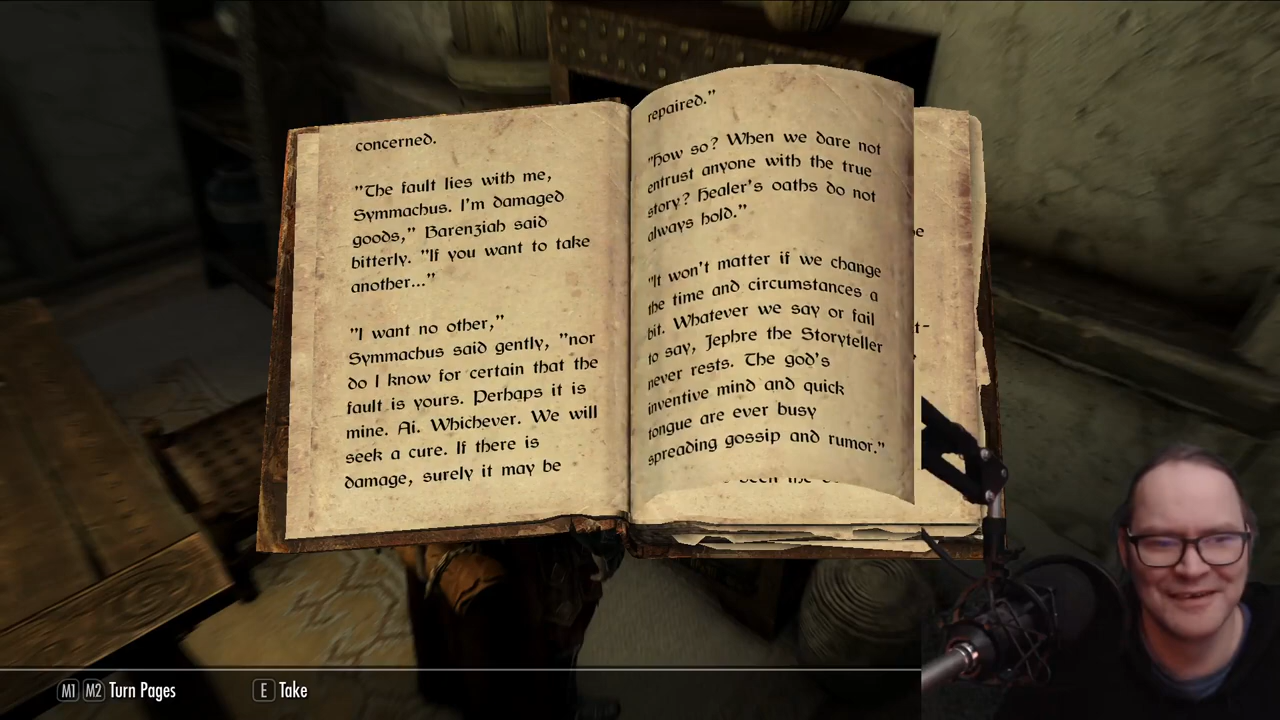 concerned.
"The fault lies with me,
Symmachus. I'm damaged
goods," Barenziah said
bitterly. "If you want to take
another..."
"I want no other,"
Symmachus said gently, "nor
do I know for certain that the
fault is yours. Perhaps it is
mine. Ai. Whichever. We will
seek a cure. If there is
damage, surely it may be
repaired."
"How so? When we dare not
entrust anyone with the true
story? Healer's oaths do not
always hold."
"It won't matter if we change
the time and circumstances a
bit. Whatever we say or fail
to say, Jephre the Storyteller
never rests. The god's
inventive mind and quick
tongue are ever busy
spreading gossip and rumor."
M1 M2 Turn Pages
E Take